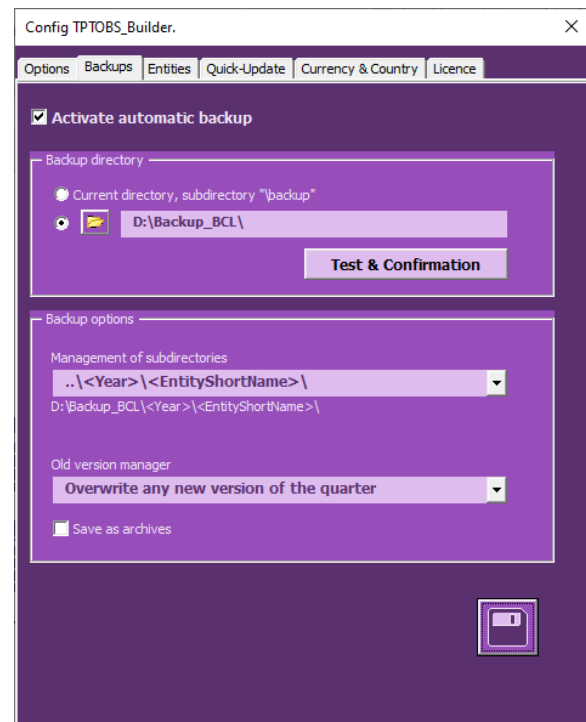 Config TPTOBS_Builder.
Options Backups Entities Quick-Update Currency & Country Licence
Activate automatic backup
Backup directory
Current directory, subdirectory "\backup"
D:\Backup_BCL\
Test & Confirmation
Backup options
Management of subdirectories
..\<Year>\<EntityShortName>\
D:\Backup_BCL\<Year>\<EntityShortName>\
Old version manager
Overwrite any new version of the quarter
Save as archives